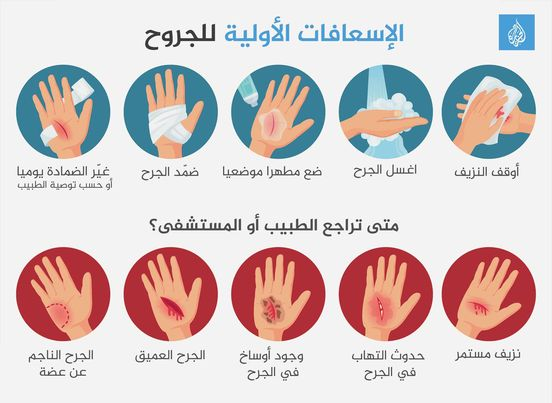 الإسعافات الأولية للجروح
أوقف النزيف
اغسل الجرح
ضع مطهرا موضعيا
ضمّد الجرح
غيّر الضمادة يوميا
أو حسب توصية الطبيب
متى تراجع الطبيب أو المستشفى؟
نزيف مستمر
حدوث التهاب
في الجرح
وجود أوساخ
في الجرح
الجرح العميق
الجرح الناجم
عن عضة